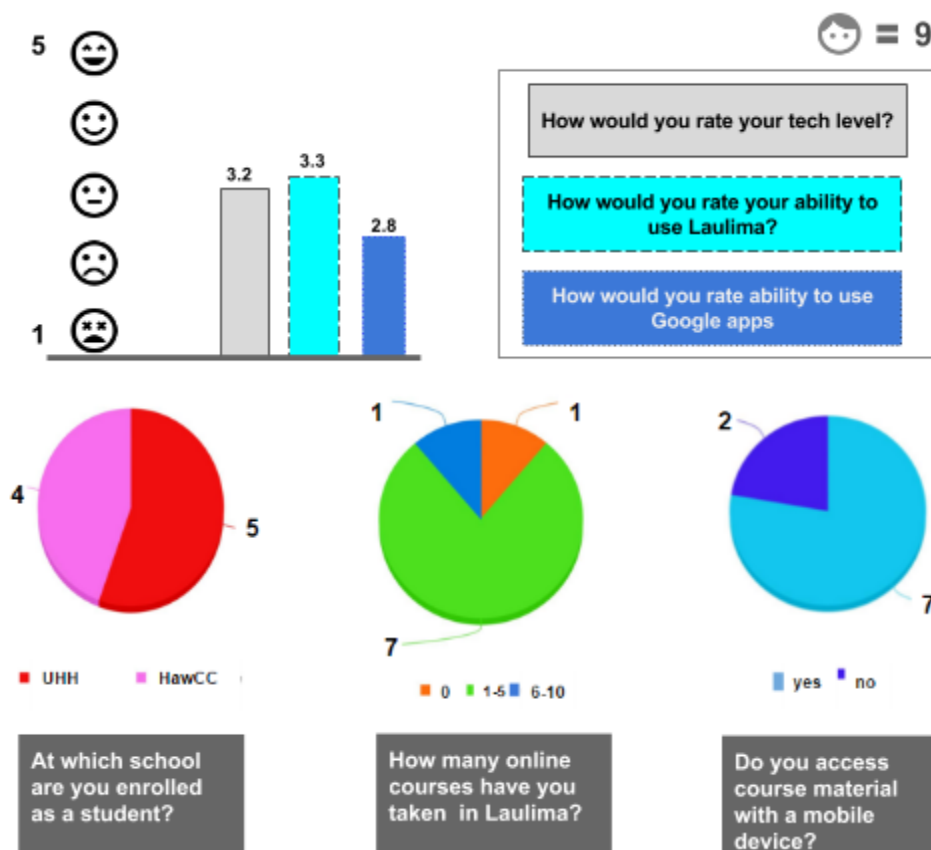 5
= 9
How would you rate your tech level?
3.2
3.3
2.8
How would you rate your ability to
use Laulima?
How would you rate ability to use
Google apps
1
4
5
UHH HawCC
1
1
7
0 1-5 6-10
2
7
yes no
At which school
are you enrolled
as a student?
How many online
courses have you
taken in Laulima?
Do you access
course material
with a mobile
device?